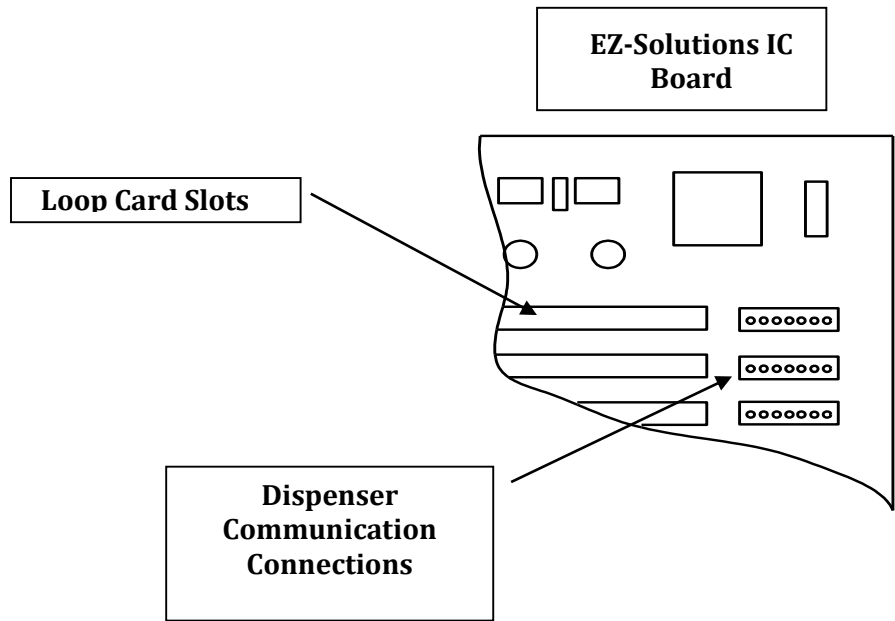 EZ-Solutions IC
Board
Loop Card Slots
Dispenser
Communication
Connections